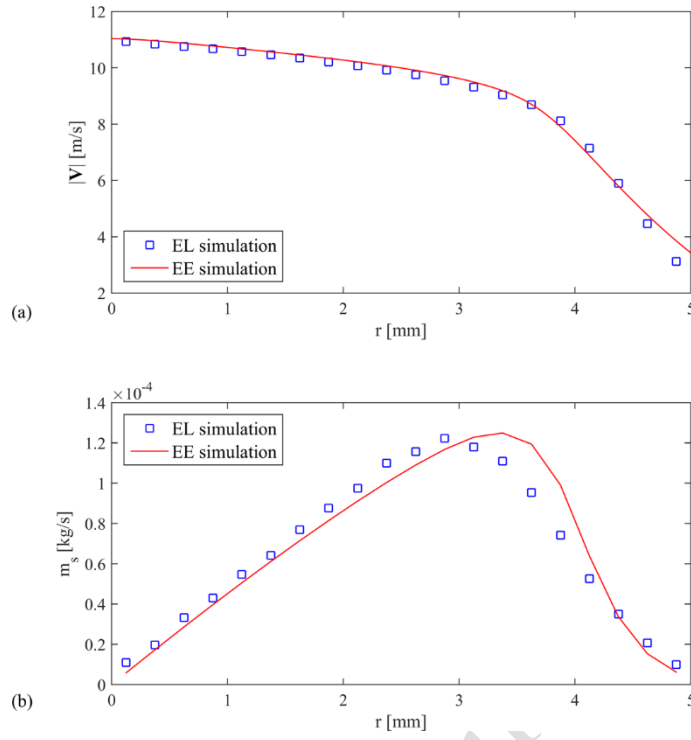 12
10
8
6
4
2
|V| [m/s]
EL simulation
EE simulation
0 1 2 3 4 5
r [mm]
(a)
×10⁻⁴
1.4
1.2
1
0.8
0.6
0.4
0.2
0
mₛ [kg/s]
EL simulation
EE simulation
0 1 2 3 4 5
r [mm]
(b)